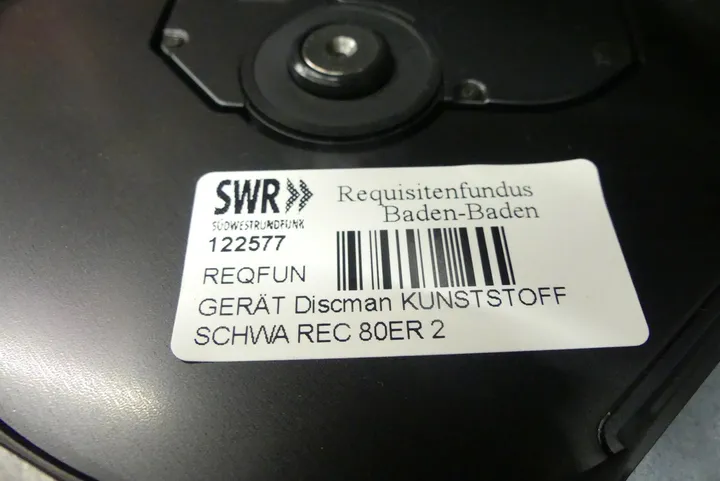 SWR
SÜDWESTRUNDFUNK
Requisitenfundus
Baden-Baden
122577
REQFUN
GERÄT Discman KUNSTSTOFF
SCHWA REC 80ER 2